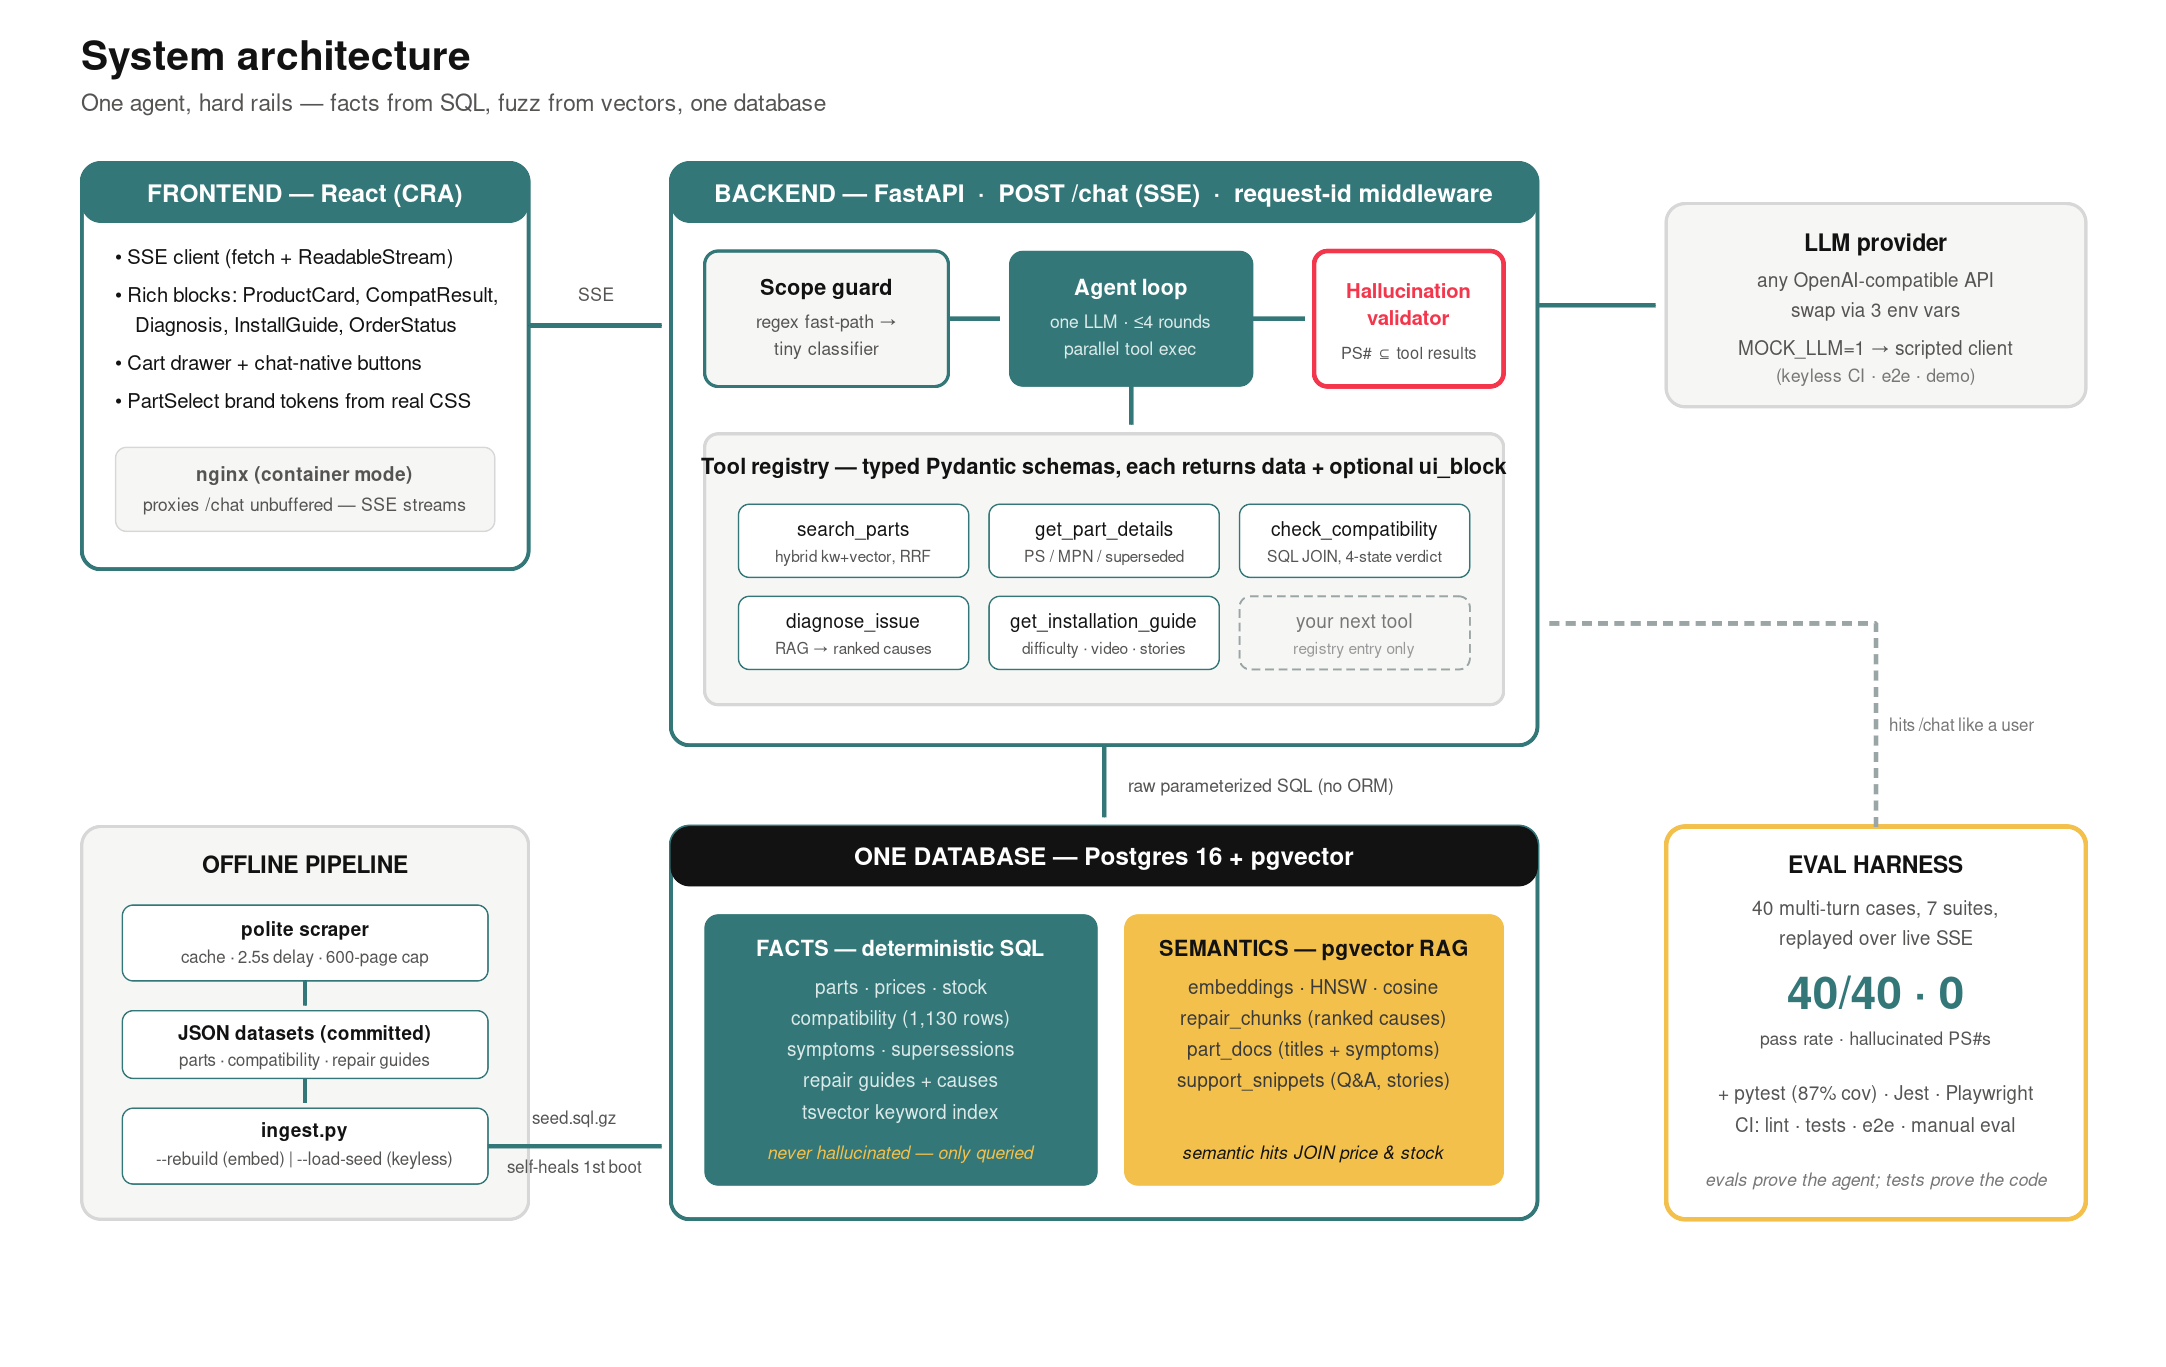 System architecture
One agent, hard rails — facts from SQL, fuzz from vectors, one database
FRONTEND — React (CRA)
• SSE client (fetch + ReadableStream)
• Rich blocks: ProductCard, CompatResult,
Diagnosis, InstallGuide, OrderStatus
• Cart drawer + chat-native buttons
• PartSelect brand tokens from real CSS
nginx (container mode)
proxies /chat unbuffered — SSE streams
SSE
BACKEND — FastAPI · POST /chat (SSE) · request-id middleware
Scope guard
regex fast-path →
tiny classifier
Agent loop
one LLM · ≤4 rounds
parallel tool exec
Hallucination
validator
PS# ⊆ tool results
Tool registry — typed Pydantic schemas, each returns data + optional ui_block
search_parts
hybrid kw+vector, RRF
get_part_details
PS / MPN / superseded
check_compatibility
SQL JOIN, 4-state verdict
diagnose_issue
RAG → ranked causes
get_installation_guide
difficulty · video · stories
your next tool
registry entry only
LLM provider
any OpenAI-compatible API
swap via 3 env vars
MOCK_LLM=1 → scripted client
(keyless CI · e2e · demo)
hits /chat like a user
raw parameterized SQL (no ORM)
OFFLINE PIPELINE
polite scraper
cache · 2.5s delay · 600-page cap
JSON datasets (committed)
parts · compatibility · repair guides
ingest.py
--rebuild (embed) | --load-seed (keyless)
seed.sql.gz
self-heals 1st boot
ONE DATABASE — Postgres 16 + pgvector
FACTS — deterministic SQL
parts · prices · stock
compatibility (1,130 rows)
symptoms · supersessions
repair guides + causes
tsvector keyword index
never hallucinated — only queried
SEMANTICS — pgvector RAG
embeddings · HNSW · cosine
repair_chunks (ranked causes)
part_docs (titles + symptoms)
support_snippets (Q&A, stories)
semantic hits JOIN price & stock
EVAL HARNESS
40 multi-turn cases, 7 suites,
replayed over live SSE
40/40 · 0
pass rate · hallucinated PS#s
+ pytest (87% cov) · Jest · Playwright
CI: lint · tests · e2e · manual eval
evals prove the agent; tests prove the code